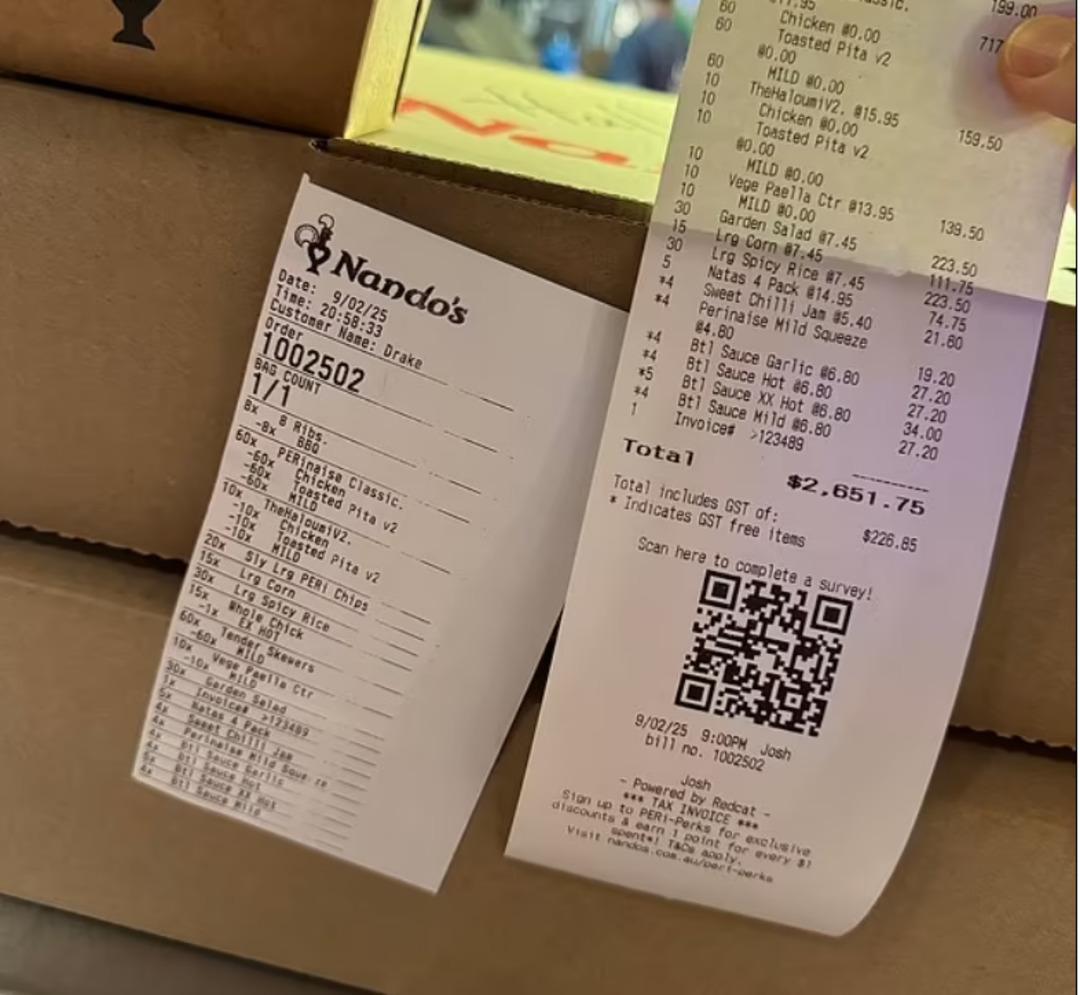 Nando's
Date: 9/02/25
Time: 20:58:33
Customer Name: Drake
Order
1002502
BAG COUNT
1/1
8x 8 Ribs.
-8x BBQ
60x PERinaise Classic.
-60x Chicken
-60x Toasted Pita v2
-60x MILD
10x TheHaloumiV2.
-10x Chicken
-10x Toasted Pita v2
-10x MILD
20x Sly Lrg PERi Chips
15x Lrg Corn
30x Lrg Spicy Rice
15x Whole Chick
-1x EX HOT
60x Tender Skewers
-60x MILD
10x Vege Paella Ctr
-10x MILD
30x Garden Salad
1x Invoice# >123489
5x Natas 4 Pack
4x Sweet Chilli Jam
4x Perinaise Mild Squeeze
4x Btl Sauce Garlic
4x Btl Sauce Hot
5x Btl Sauce XX Hot
4x Btl Sauce Mild
199.00
60 Chicken @0.00
60 Toasted Pita v2
@0.00
60 MILD @0.00
10 TheHaloumiV2. @15.95 159.50
10 Chicken @0.00
10 Toasted Pita v2
@0.00
10 MILD @0.00
10 Vege Paella Ctr @13.95 139.50
10 MILD @0.00
30 Garden Salad @7.45 223.50
15 Lrg Corn @7.45 111.75
30 Lrg Spicy Rice @7.45 223.50
5 Natas 4 Pack @14.95 74.75
*4 Sweet Chilli Jam @5.40 21.60
*4 Perinaise Mild Squeeze
@4.80 19.20
*4 Btl Sauce Garlic @6.80 27.20
*4 Btl Sauce Hot @6.80 27.20
*5 Btl Sauce XX Hot @6.80 34.00
*4 Btl Sauce Mild @6.80 27.20
1 Invoice# >123489
Total $2,651.75
Total includes GST of: $226.85
* Indicates GST free items
Scan here to complete a survey!
9/02/25 9:00PM Josh
bill no. 1002502
Josh
- Powered by Redcat -
*** TAX INVOICE ***
Sign up to PERi-Perks for exclusive
discounts & earn 1 point for every $1
spent*! T&Cs apply.
Visit nandos.com.au/peri-perks